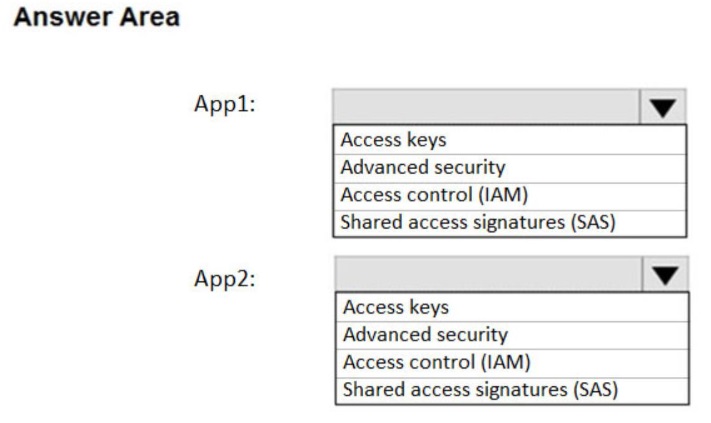 Answer Area
App1:
Access keys
Advanced security
Access control (IAM)
Shared access signatures (SAS)
App2:
Access keys
Advanced security
Access control (IAM)
Shared access signatures (SAS)